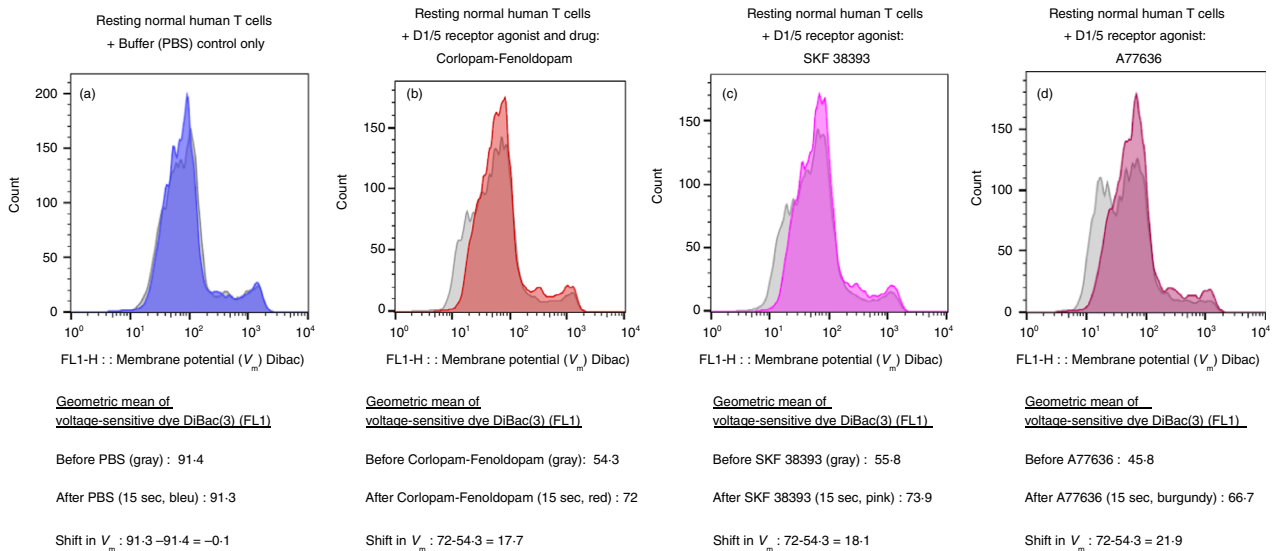 Resting normal human T cells
+ Buffer (PBS) control only
(a)
200
150
100
50
0
Count
10⁰
10¹
10²
10³
10⁴
FL1-H : : Membrane potential (Vₘ) Dibac
Geometric mean of
voltage-sensitive dye DiBac(3) (FL1)
Before PBS (gray) : 91·4
After PBS (15 sec, bleu) : 91·3
Shift in Vₘ : 91·3 –91·4 = –0·1
Resting normal human T cells
+ D1/5 receptor agonist and drug:
Corlopam-Fenoldopam
(b)
150
100
50
0
Count
10⁰
10¹
10²
10³
10⁴
FL1-H : : Membrane potential (Vₘ) Dibac
Geometric mean of
voltage-sensitive dye DiBac(3) (FL1)
Before Corlopam-Fenoldopam (gray): 54·3
After Corlopam-Fenoldopam (15 sec, red) : 72
Shift in Vₘ : 72-54·3 = 17·7
Resting normal human T cells
+ D1/5 receptor agonist:
SKF 38393
(c)
150
100
50
0
Count
10⁰
10¹
10²
10³
10⁴
FL1-H : : Membrane potential (Vₘ) Dibac
Geometric mean of
voltage-sensitive dye DiBac(3) (FL1)
Before SKF 38393 (gray) : 55·8
After SKF 38393 (15 sec, pink) : 73·9
Shift in Vₘ : 72-54·3 = 18·1
Resting normal human T cells
+ D1/5 receptor agonist:
A77636
(d)
150
100
50
0
Count
10⁰
10¹
10²
10³
10⁴
FL1-H : : Membrane potential (Vₘ) Dibac
Geometric mean of
voltage-sensitive dye DiBac(3) (FL1)
Before A77636 : 45·8
After A77636 (15 sec, burgundy) : 66·7
Shift in Vₘ : 72-54·3 = 21·9